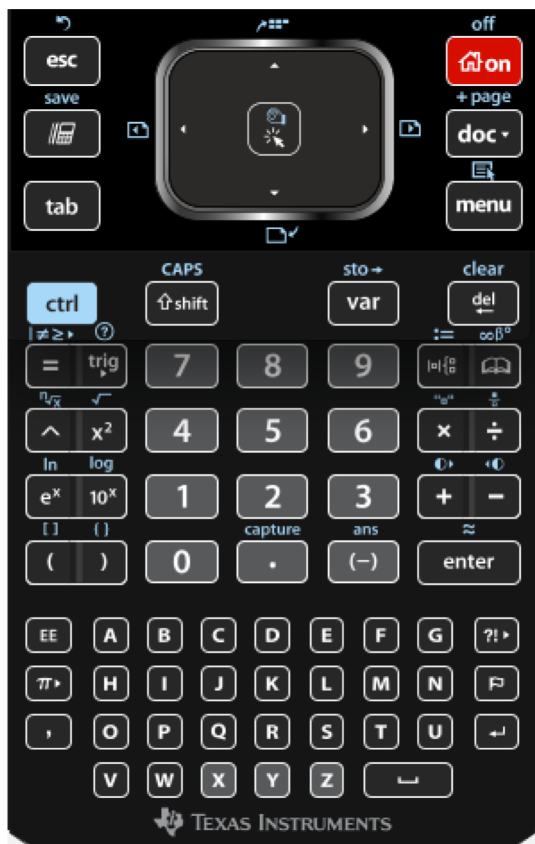 off
esc
on
save
+ page
doc
tab
menu
CAPS
sto→
clear
ctrl
⇧shift
var
del
|≠≥▸ ? := ∞β°
= trig 7 8 9
ⁿ√x √ "▫"
^ x² 4 5 6 × ÷
ln log
eˣ 10ˣ 1 2 3 + −
[ ] { } capture ans ≈
( ) 0 . (−) enter
EE A B C D E F G ?!▸
π▸ H I J K L M N
, O P Q R S T U ↵
V W X Y Z
TEXAS INSTRUMENTS